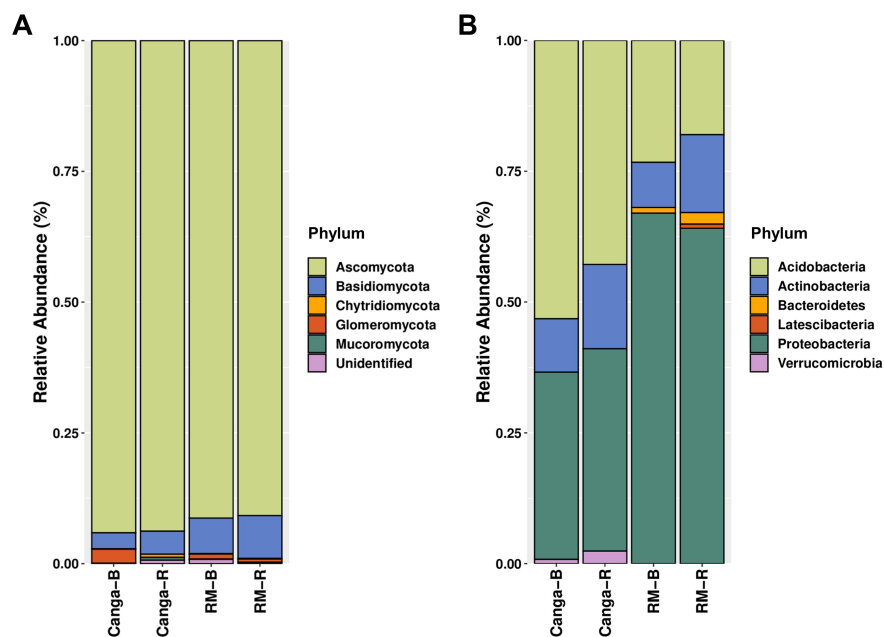 A
Relative Abundance (%)
1.00
0.75
0.50
0.25
0.00
Canga−B
Canga−R
RM−B
RM−R
Phylum
Ascomycota
Basidiomycota
Chytridiomycota
Glomeromycota
Mucoromycota
Unidentified
B
Relative Abundance (%)
1.00
0.75
0.50
0.25
0.00
Canga−B
Canga−R
RM−B
RM−R
Phylum
Acidobacteria
Actinobacteria
Bacteroidetes
Latescibacteria
Proteobacteria
Verrucomicrobia